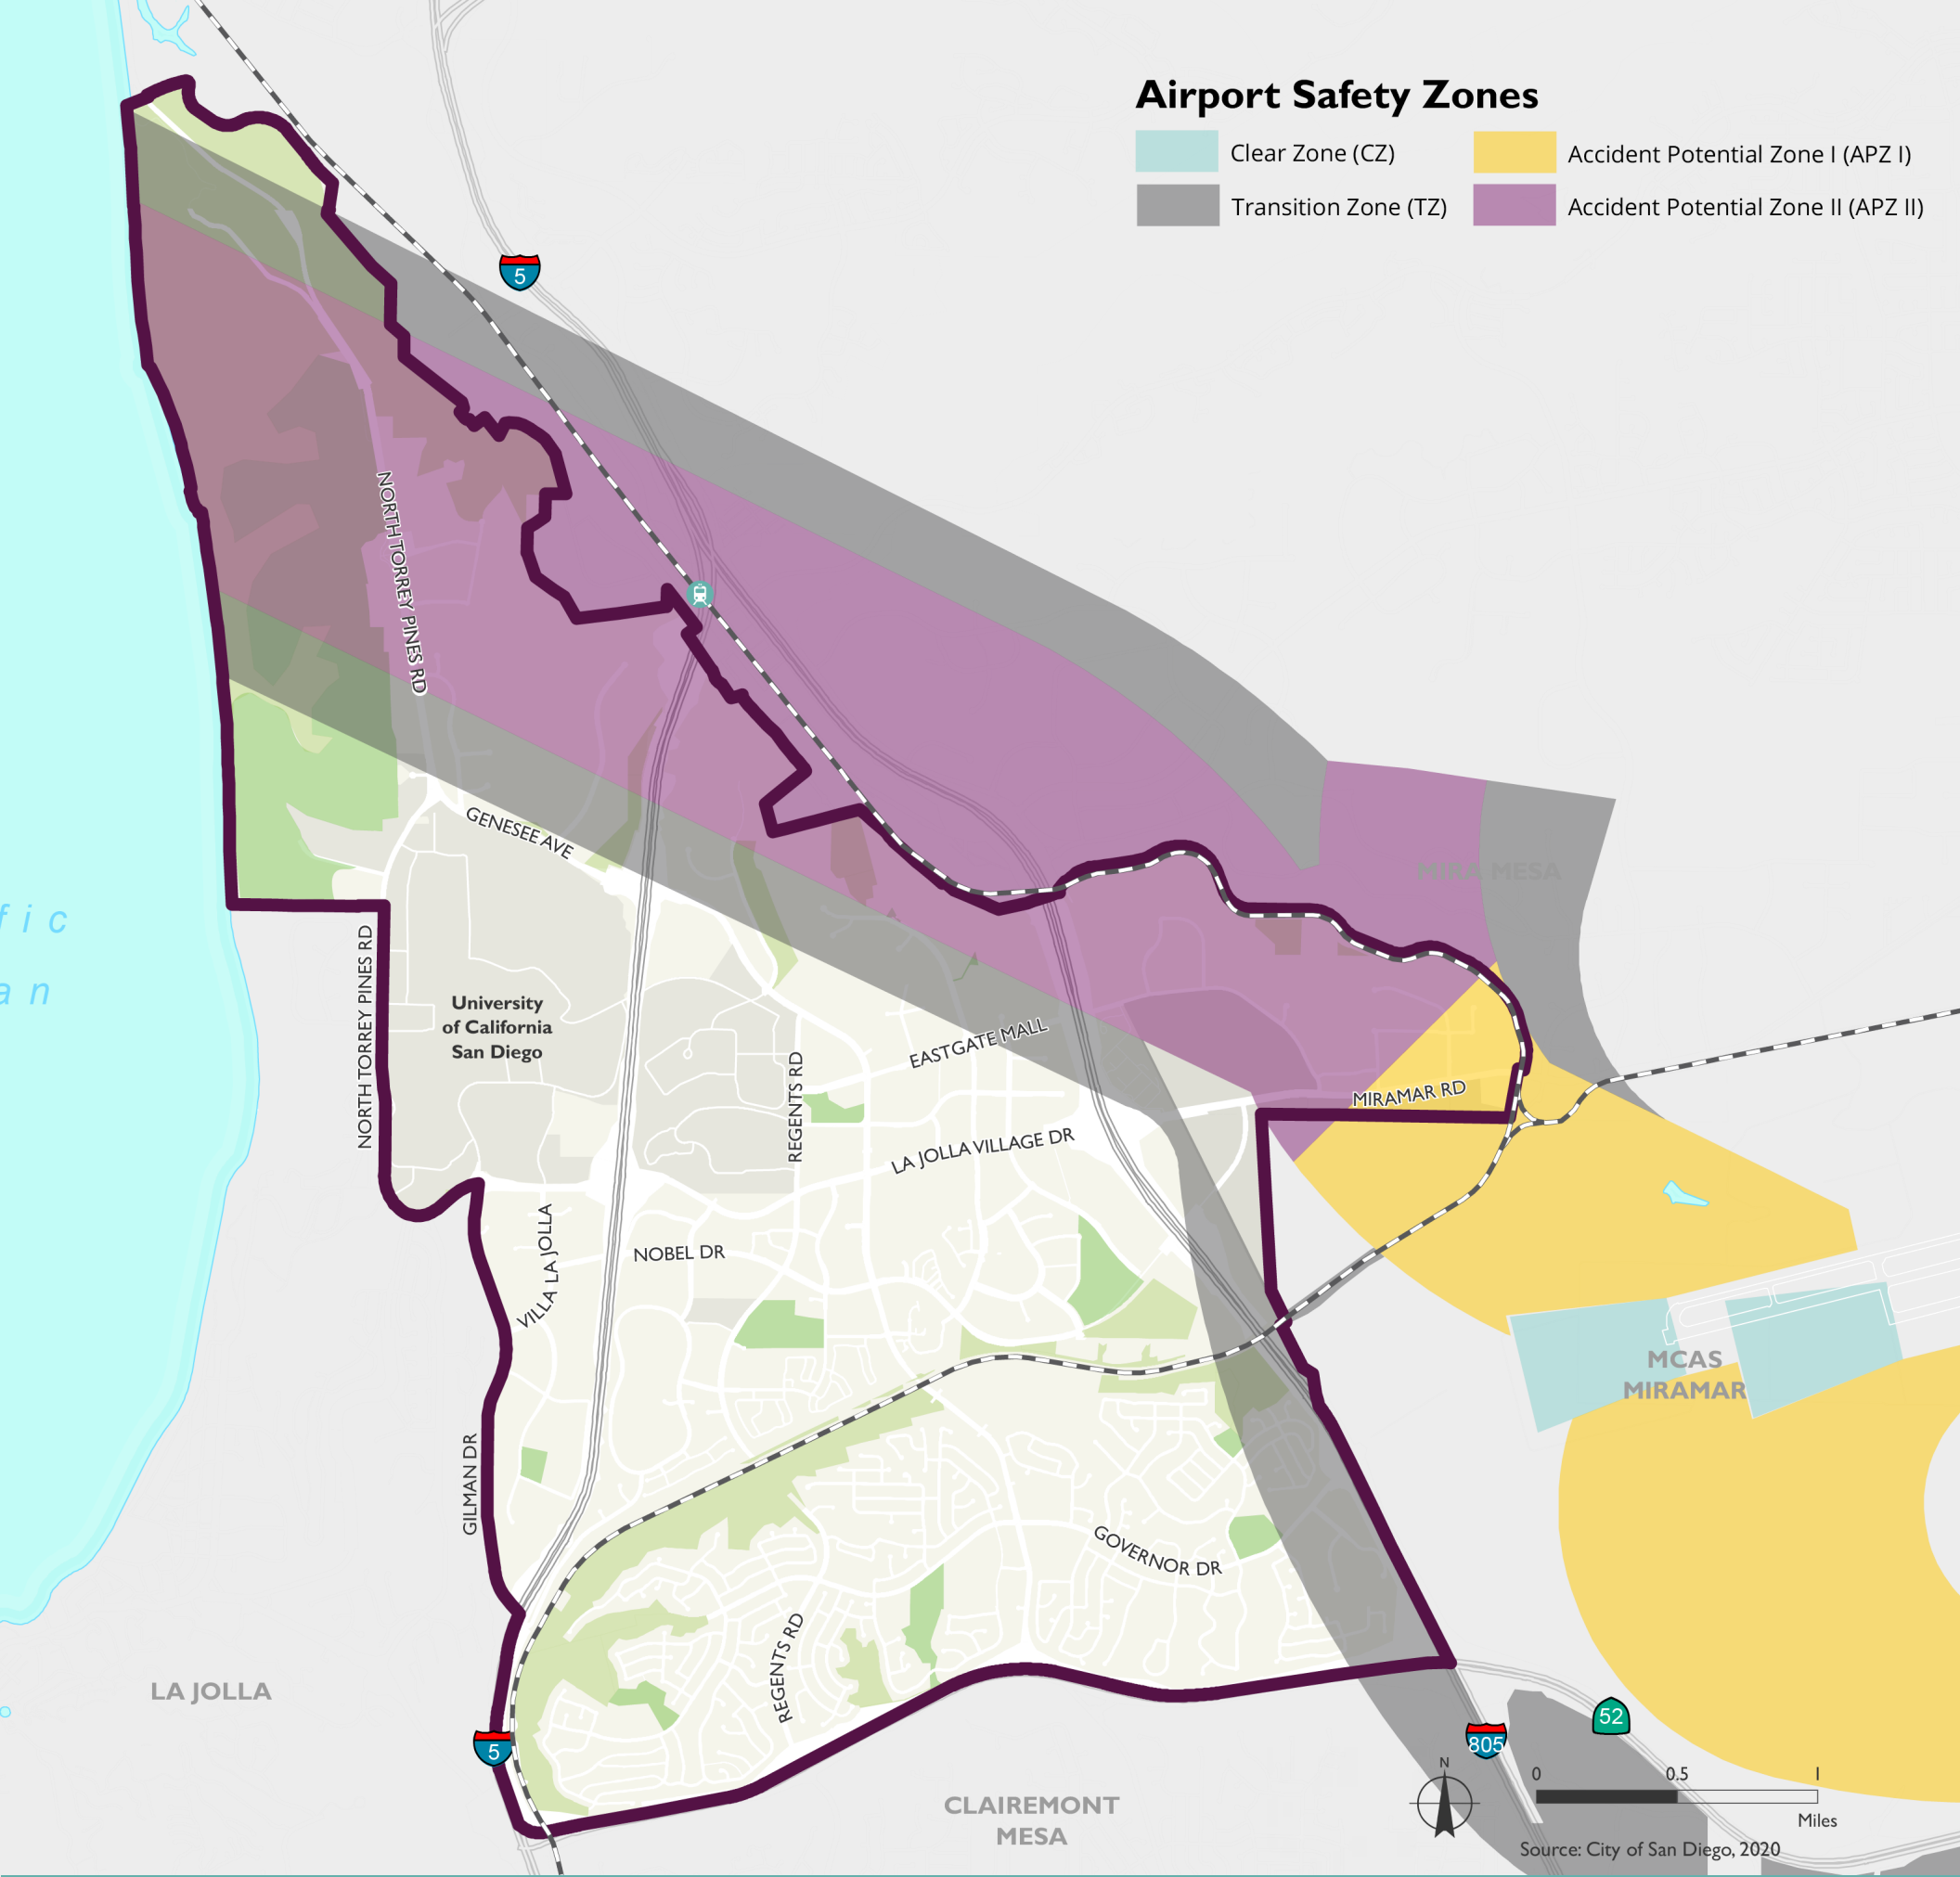 Airport Safety Zones
Clear Zone (CZ)
Accident Potential Zone I (APZ I)
Transition Zone (TZ)
Accident Potential Zone II (APZ II)
5
NORTH TORREY PINES RD
GENESEE AVE
MIRA MESA
fic
an
NORTH TORREY PINES RD
University
of California
San Diego
REGENTS RD
EASTGATE MALL
MIRAMAR RD
LA JOLLA VILLAGE DR
NOBEL DR
VILLA LA JOLLA
MCAS
MIRAMAR
GILMAN DR
GOVERNOR DR
REGENTS RD
LA JOLLA
5
805
52
CLAIREMONT
MESA
N
0 0.5 1
Miles
Source: City of San Diego, 2020